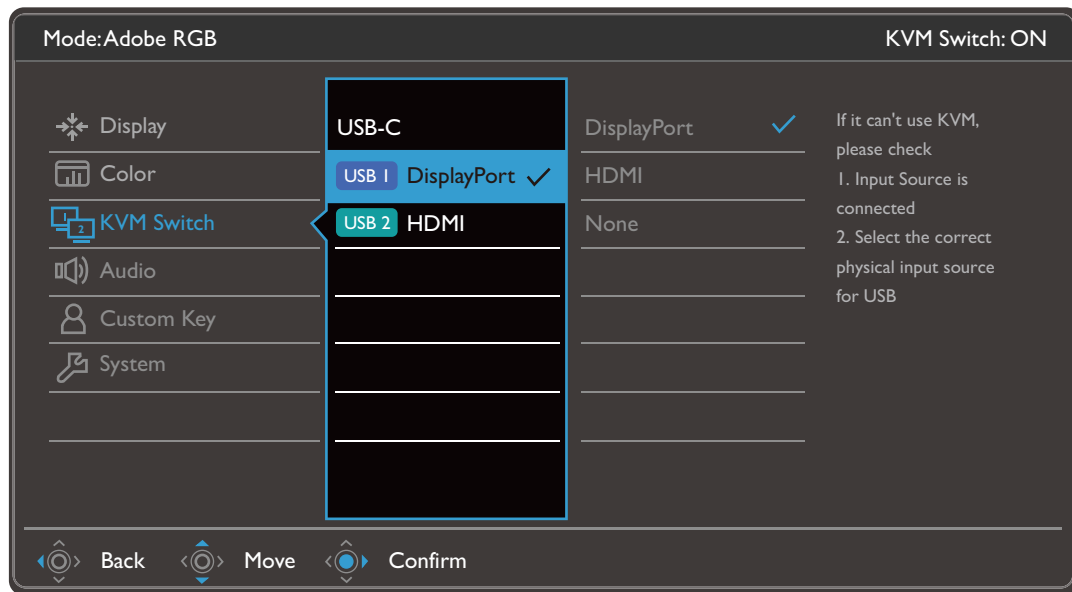 Mode: Adobe RGB
KVM Switch: ON
Display
Color
KVM Switch
Audio
Custom Key
System
USB-C
USB 1 DisplayPort
USB 2 HDMI
DisplayPort
HDMI
None
If it can't use KVM,
please check
1. Input Source is
connected
2. Select the correct
physical input source
for USB
Back
Move
Confirm